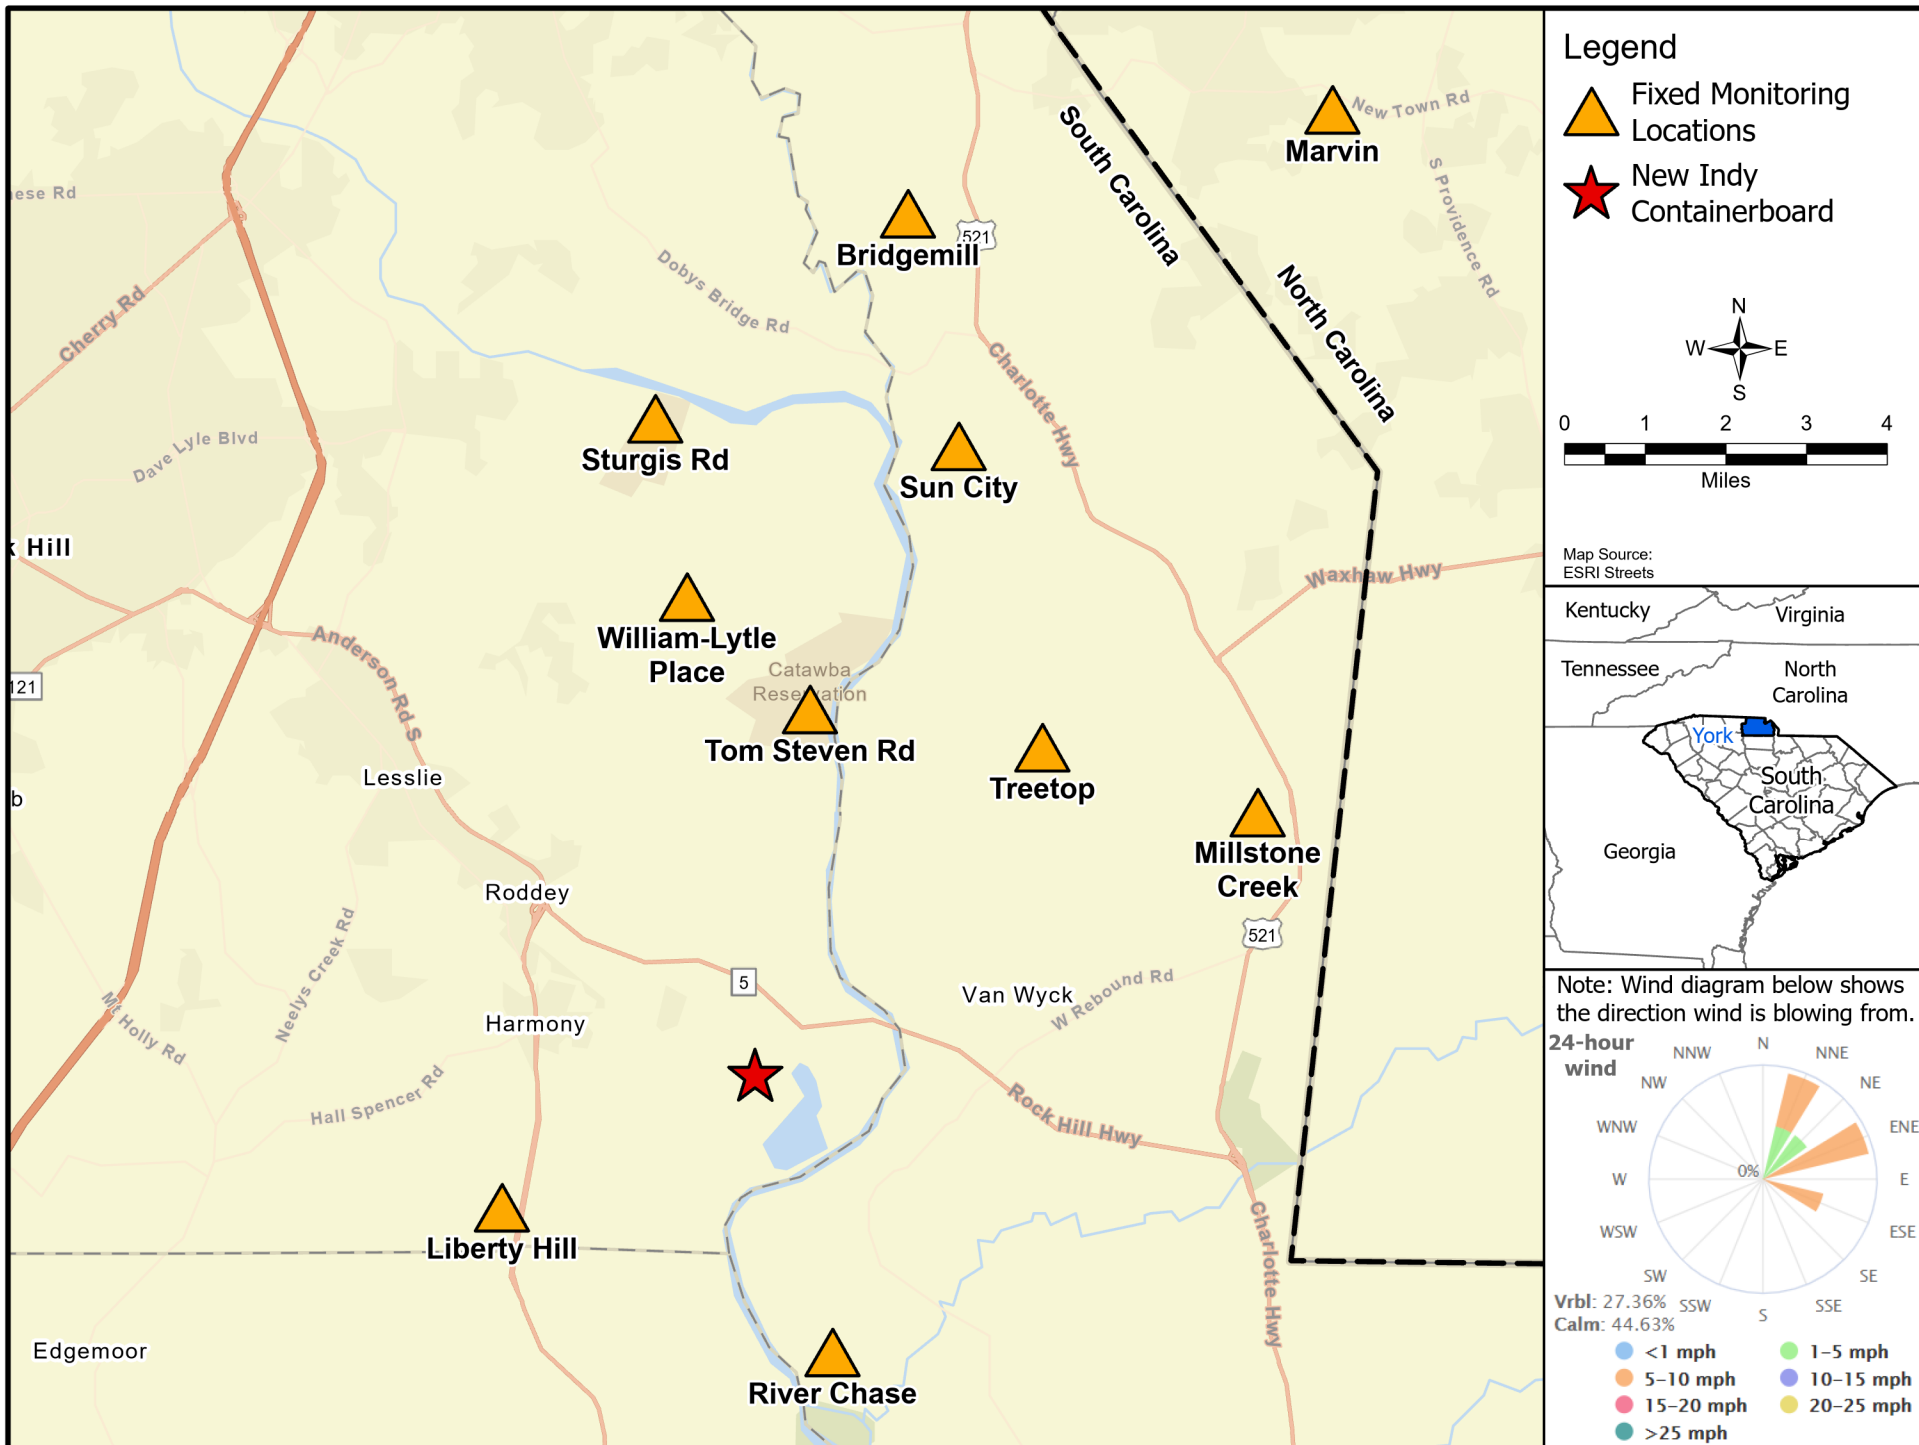 New Town Rd
Marvin
S Providence Rd
South Carolina
North Carolina
ese Rd
Bridgemill
521
Dobys Bridge Rd
Cherry Rd
Charlotte Hwy
Dave Lyle Blvd
Sturgis Rd
Sun City
k Hill
Waxhaw Hwy
William-Lytle
Place
Anderson Rd S
Catawba
Reservation
121
Tom Steven Rd
Lesslie
Treetop
b
Millstone
Creek
Roddey
521
Neelys Creek Rd
5
Van Wyck
W Rebound Rd
Mt Holly Rd
Harmony
Hall Spencer Rd
Rock Hill Hwy
Liberty Hill
Charlotte Hwy
Edgemoor
River Chase
Legend
Fixed Monitoring
Locations
New Indy
Containerboard
N
W E
S
0 1 2 3 4
Miles
Map Source:
ESRI Streets
Kentucky
Virginia
Tennessee
North
Carolina
York
South
Carolina
Georgia
Note: Wind diagram below shows
the direction wind is blowing from.
24-hour
wind
N
NNW NNE
NW NE
WNW ENE
0%
W E
WSW ESE
SW SE
SSW SSE
S
Vrbl: 27.36%
Calm: 44.63%
<1 mph 1–5 mph
5–10 mph 10–15 mph
15–20 mph 20–25 mph
>25 mph